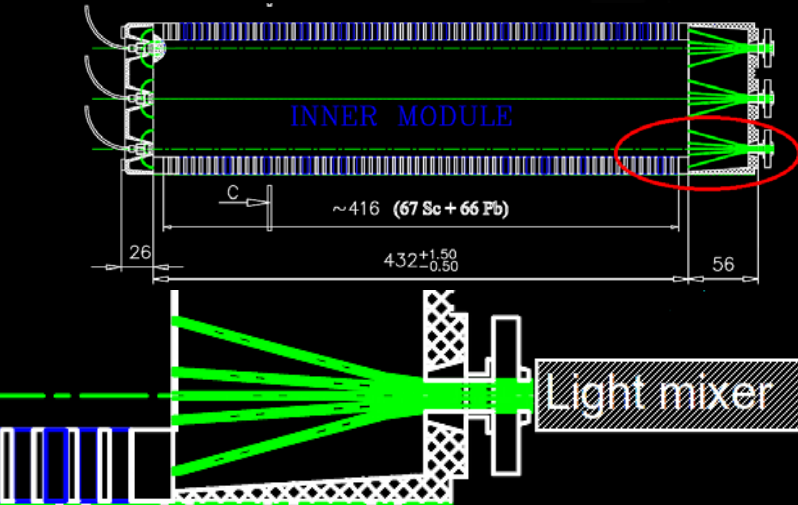 INNER MODULE
C
~416 (67 Sc + 66 Pb)
26
432+1.50 -0.50
56
Light mixer